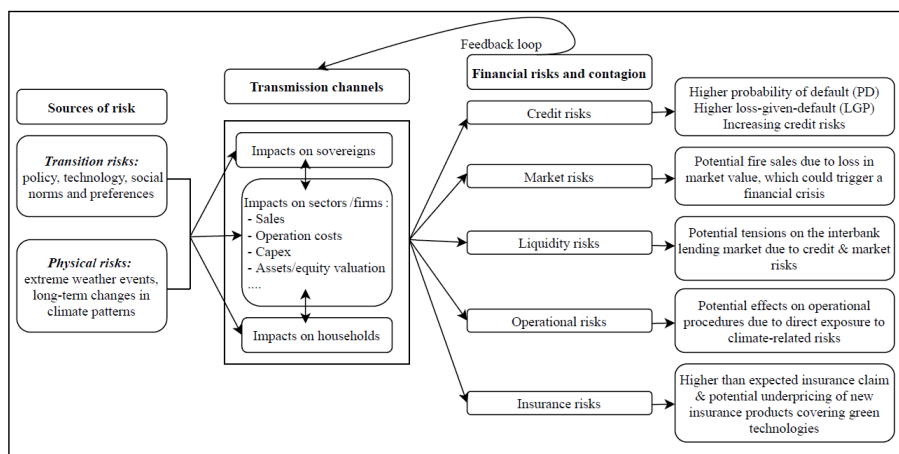 Feedback loop
Sources of risk
Transmission channels
Financial risks and contagion
Transition risks:
policy, technology, social
norms and preferences
Physical risks:
extreme weather events,
long-term changes in
climate patterns
Impacts on sovereigns
Impacts on sectors /firms :
- Sales
- Operation costs
- Capex
- Assets/equity valuation
....
Impacts on households
Credit risks
Higher probability of default (PD)
Higher loss-given-default (LGP)
Increasing credit risks
Market risks
Potential fire sales due to loss in
market value, which could trigger a
financial crisis
Liquidity risks
Potential tensions on the interbank
lending market due to credit & market
risks
Operational risks
Potential effects on operational
procedures due to direct exposure to
climate-related risks
Insurance risks
Higher than expected insurance claim
& potential underpricing of new
insurance products covering green
technologies